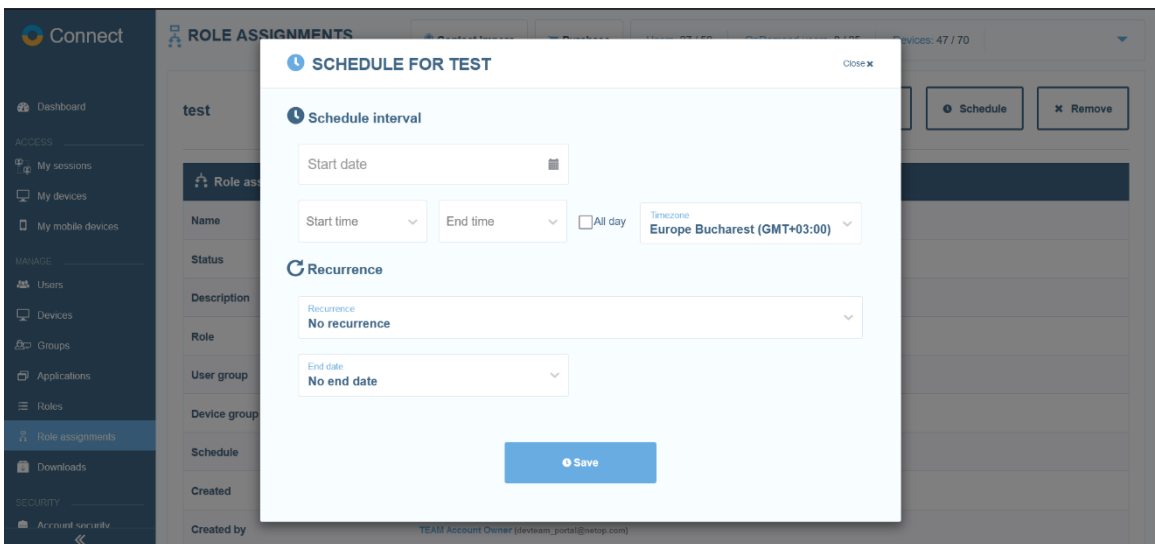 Connect
ROLE ASSIGNMENTS
Devices: 47 / 70
SCHEDULE FOR TEST
Close ×
Dashboard
test
Schedule
× Remove
Schedule interval
ACCESS
My sessions
My devices
My mobile devices
Start date
Role ass
Name
Start time
End time
All day
Timezone
Europe Bucharest (GMT+03:00)
MANAGE
Users
Devices
Groups
Applications
Roles
Role assignments
Downloads
SECURITY
Account security
Status
Description
Role
User group
Device group
Schedule
Created
Created by
Recurrence
Recurrence
No recurrence
End date
No end date
Save
TEAM Account Owner (devteam_portal@netop.com)